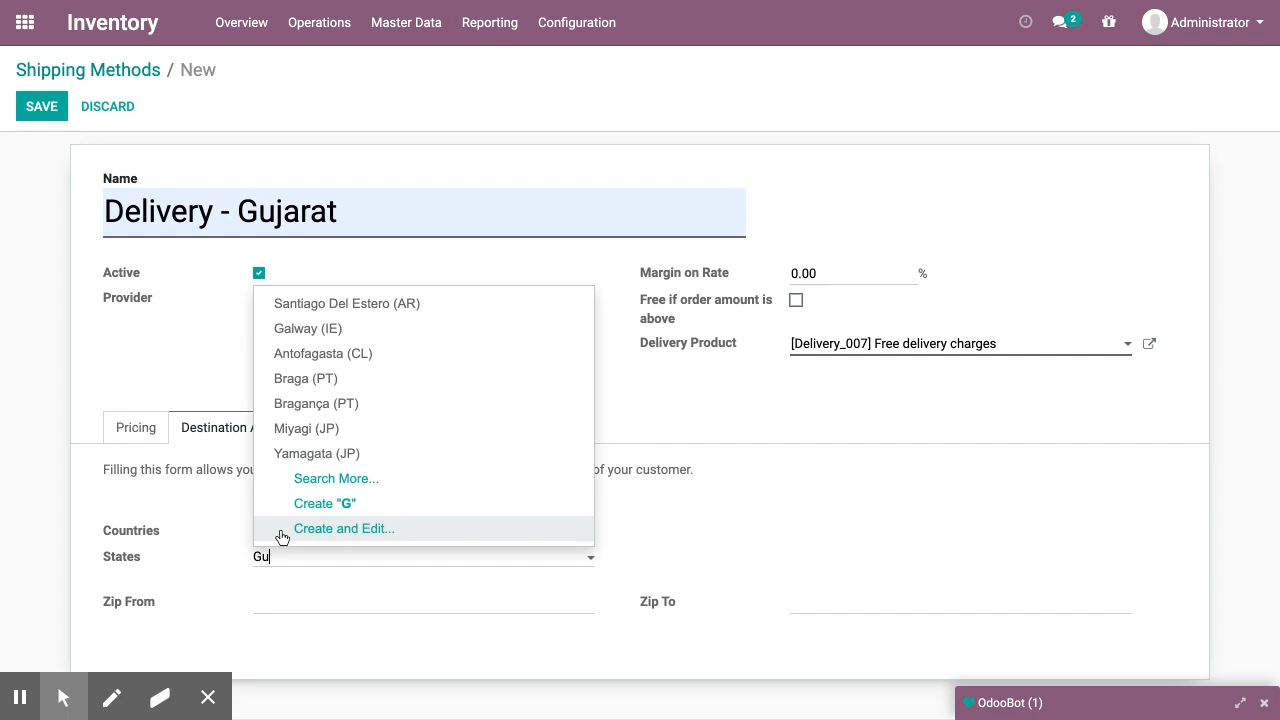 Inventory Overview Operations Master Data Reporting Configuration 2 Administrator
Shipping Methods / New
SAVE DISCARD
Name
Delivery - Gujarat
Active
Provider
Margin on Rate 0.00 %
Free if order amount is
above
Delivery Product [Delivery_007] Free delivery charges
Santiago Del Estero (AR)
Galway (IE)
Antofagasta (CL)
Braga (PT)
Bragança (PT)
Miyagi (JP)
Yamagata (JP)
Search More...
Create "G"
Create and Edit...
Pricing Destination
Filling this form allows of your customer.
Countries
States Gu
Zip From Zip To
OdooBot (1)